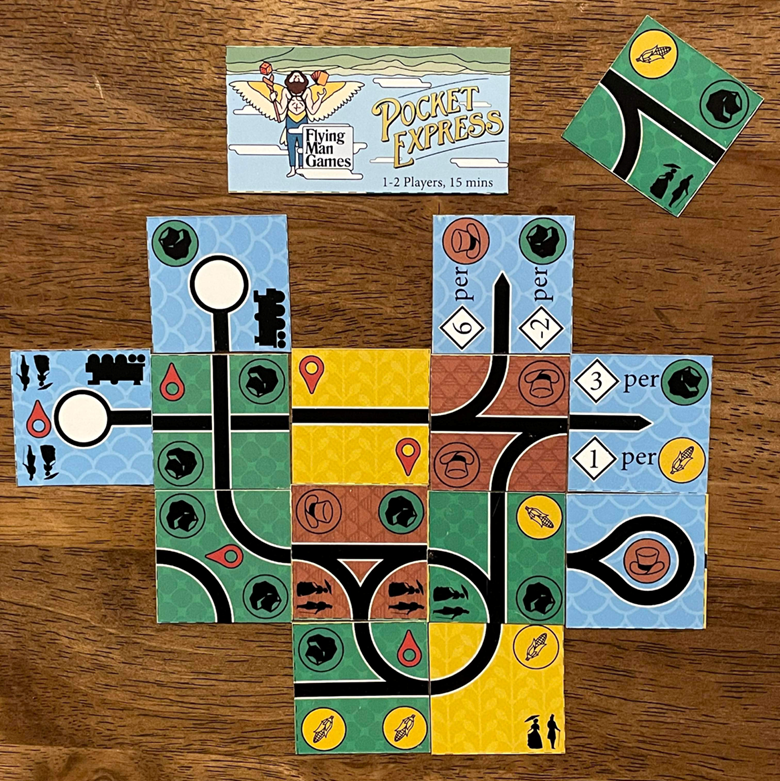 Flying
Man
Games
POCKET
EXPRESS
1-2 Players, 15 mins
-6 per
-2 per
3 per
1 per